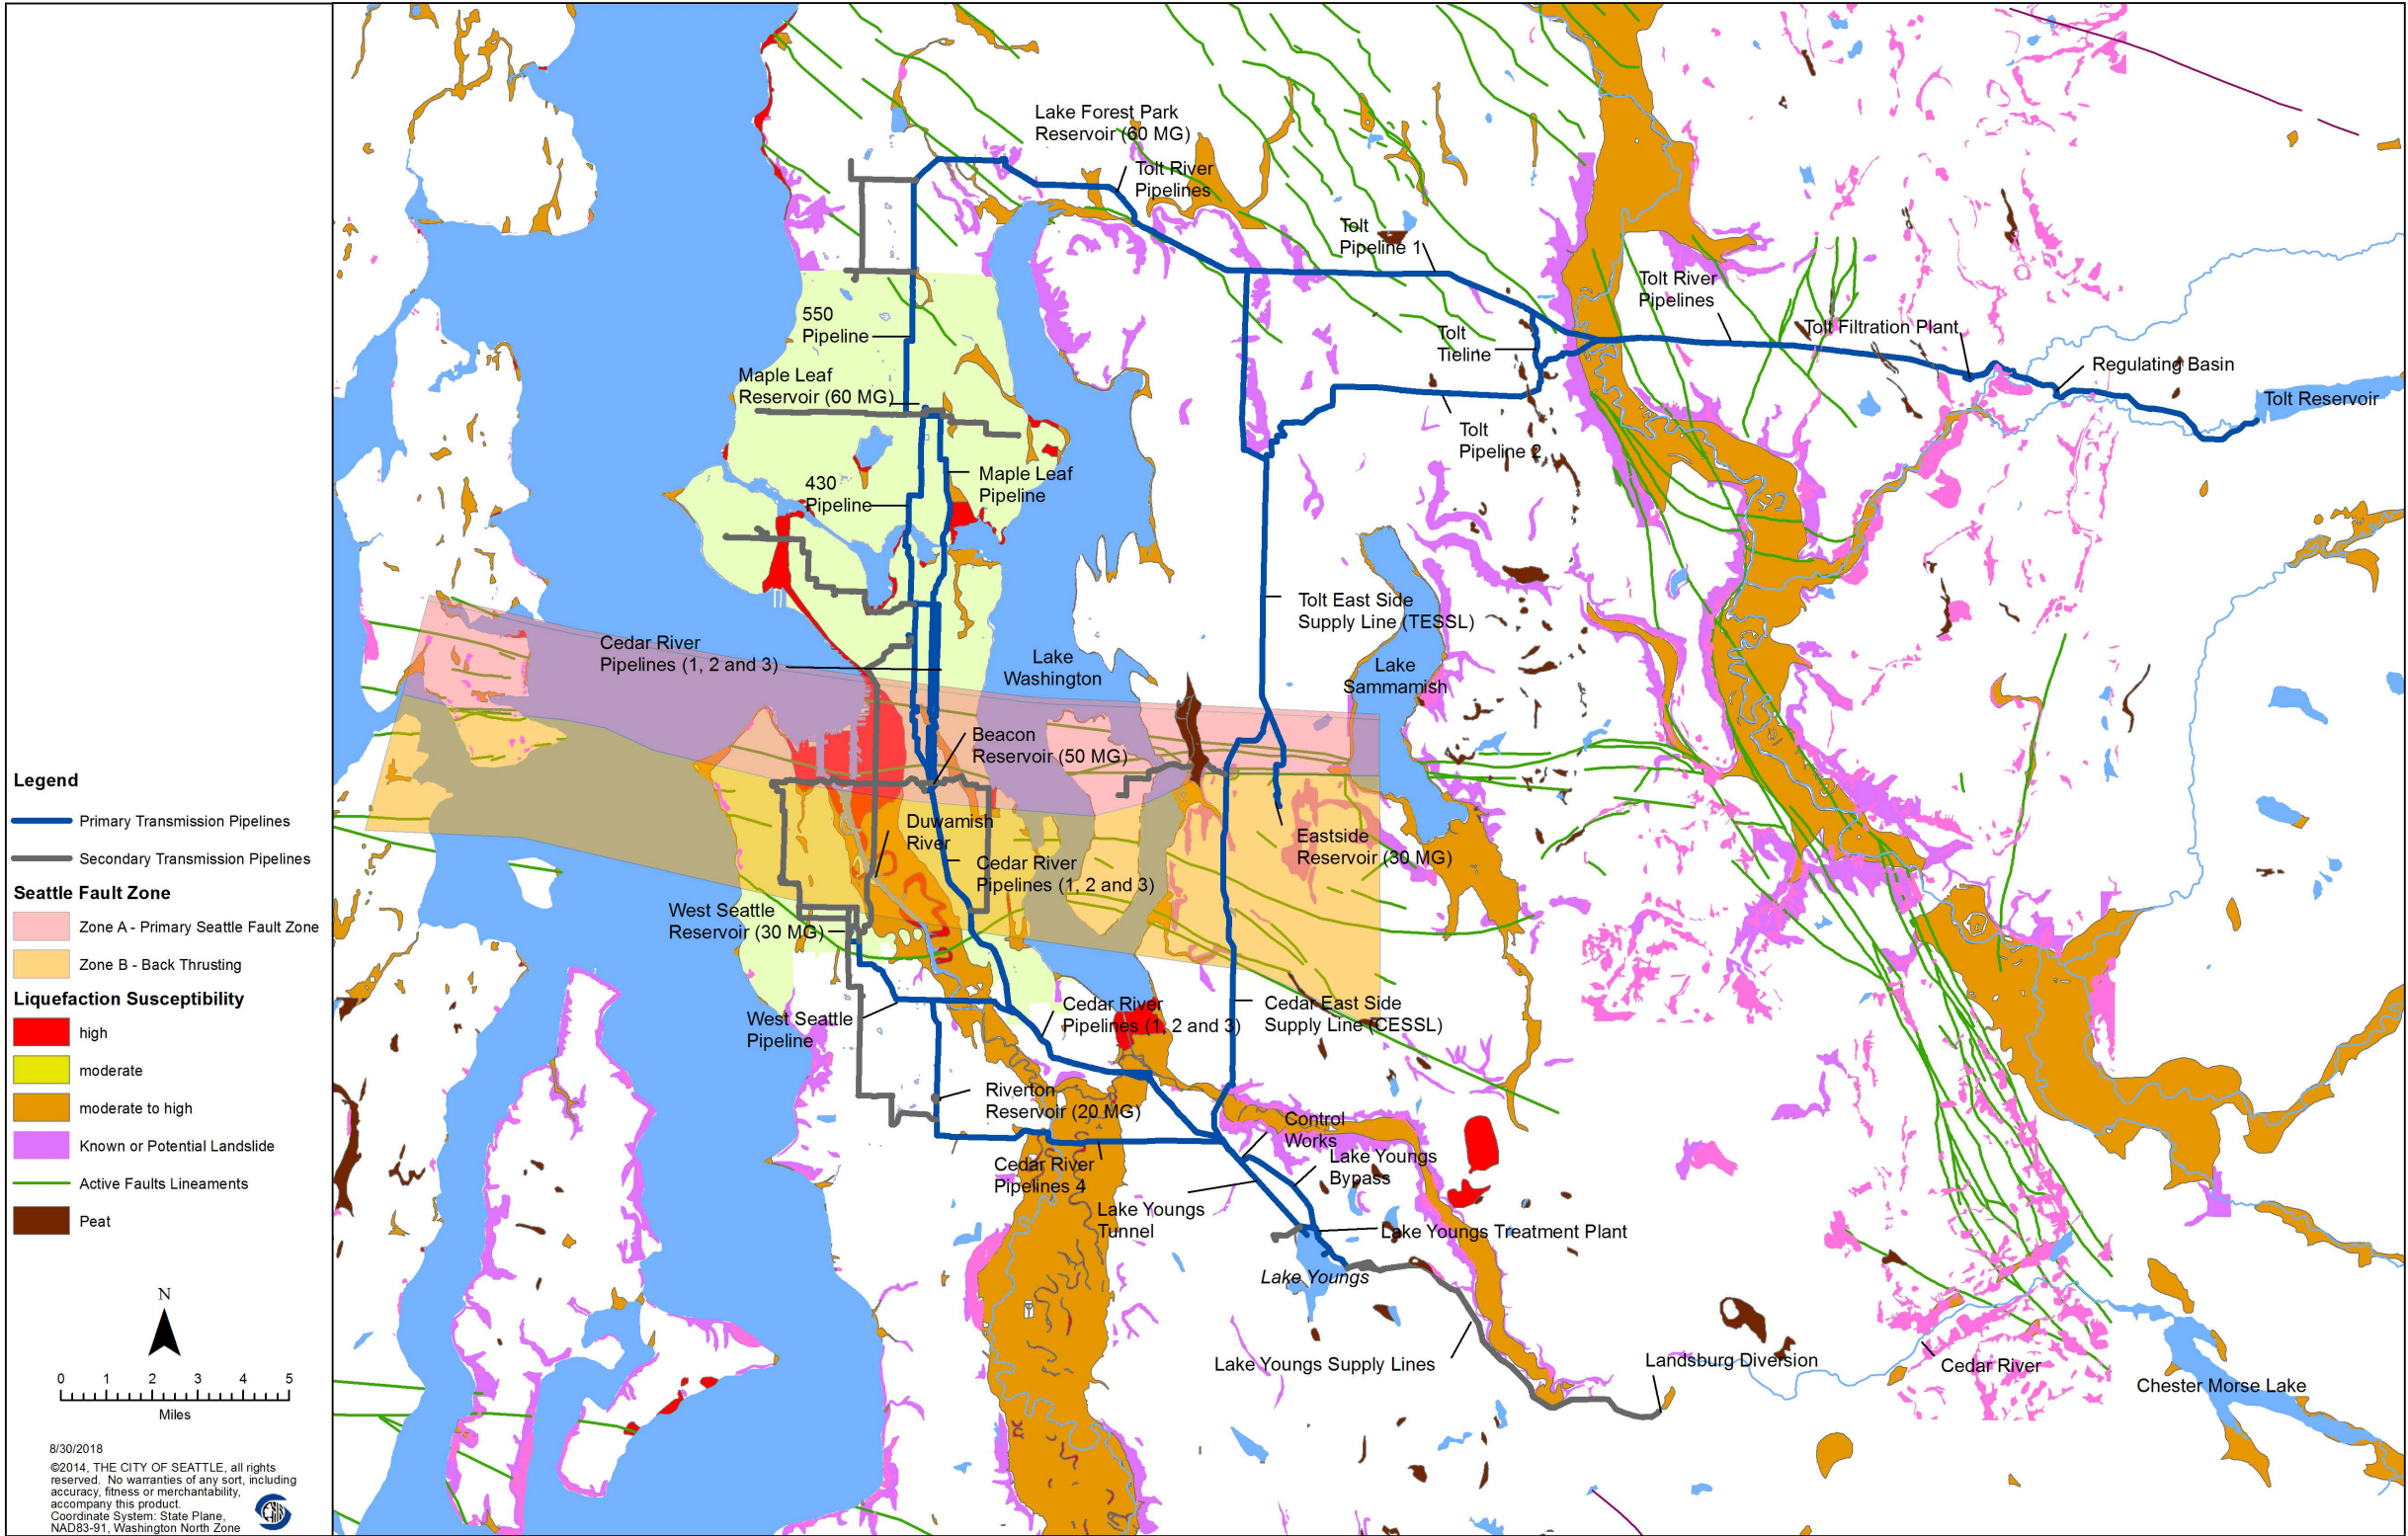 Lake Forest Park
Reservoir (60 MG)
Tolt River
Pipelines
Tolt
Pipeline 1
Tolt River
Pipelines
550
Pipeline
Tolt
Tieline
Tolt Filtration Plant
Regulating Basin
Maple Leaf
Reservoir (60 MG)
Tolt Reservoir
Tolt
Pipeline 2
Maple Leaf
Pipeline
430
Pipeline
Tolt East Side
Supply Line (TESSL)
Cedar River
Pipelines (1, 2 and 3)
Lake
Washington
Lake
Sammamish
Beacon
Reservoir (50 MG)
Duwamish
River
Eastside
Reservoir (30 MG)
Cedar River
Pipelines (1, 2 and 3)
West Seattle
Reservoir (30 MG)
West Seattle
Pipeline
Cedar River
Pipelines (1, 2 and 3)
Cedar East Side
Supply Line (CESSL)
Riverton
Reservoir (20 MG)
Control
Works
Cedar River
Pipelines 4
Lake Youngs
Bypass
Lake Youngs
Tunnel
Lake Youngs Treatment Plant
Lake Youngs
Lake Youngs Supply Lines
Landsburg Diversion
Cedar River
Chester Morse Lake
Legend
Primary Transmission Pipelines
Secondary Transmission Pipelines
Seattle Fault Zone
Zone A - Primary Seattle Fault Zone
Zone B - Back Thrusting
Liquefaction Susceptibility
high
moderate
moderate to high
Known or Potential Landslide
Active Faults Lineaments
Peat
N
0 1 2 3 4 5
Miles
8/30/2018
©2014, THE CITY OF SEATTLE, all rights
reserved. No warranties of any sort, including
accuracy, fitness or merchantability,
accompany this product.
Coordinate System: State Plane,
NAD83-91, Washington North Zone